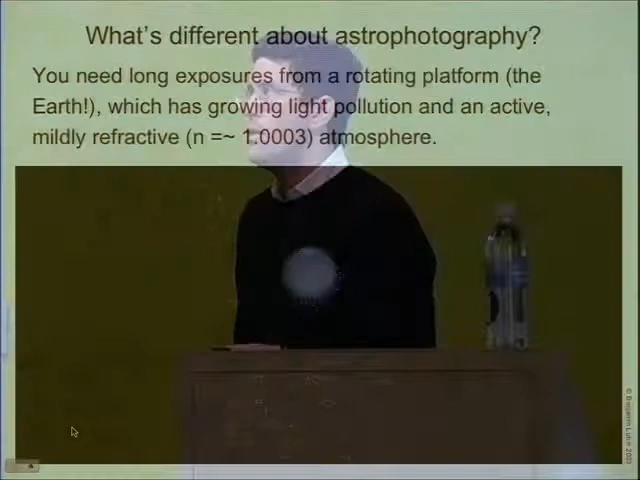 What's different about astrophotography?
You need long exposures from a rotating platform (the
Earth!), which has growing light pollution and an active,
mildly refractive (n =~ 1.0003) atmosphere.